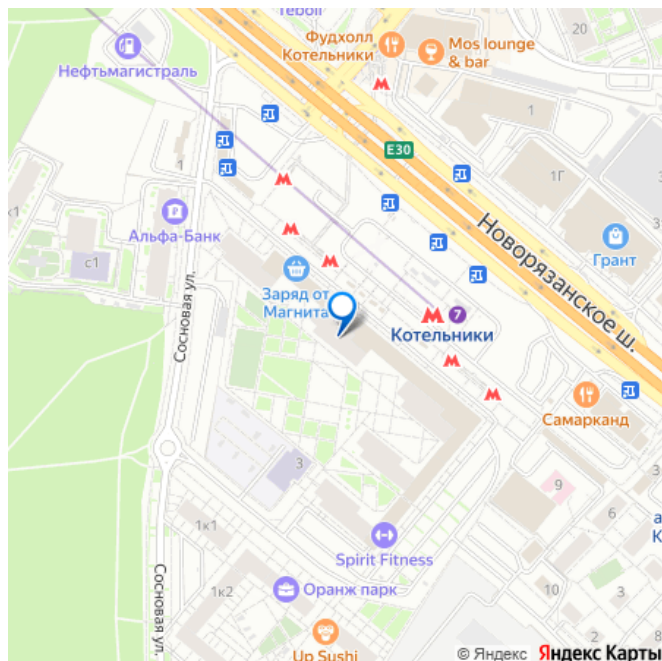 Teboil
20
Фудхолл
Котельники
Mos lounge
& bar
Нефтьмагистраль
1
E30
1
1Г
к1
Альфа-Банк
Новорязанское ш.
Грант
с1
Заряд от
Магнита
Сосновая ул.
7
Котельники
Самарканд
3
9
6
а
К
1к1
Spirit Fitness
Сосновая ул.
1к2
Оранж парк
10
3
2
8
Up Sushi
© Яндекс Яндекс Карты